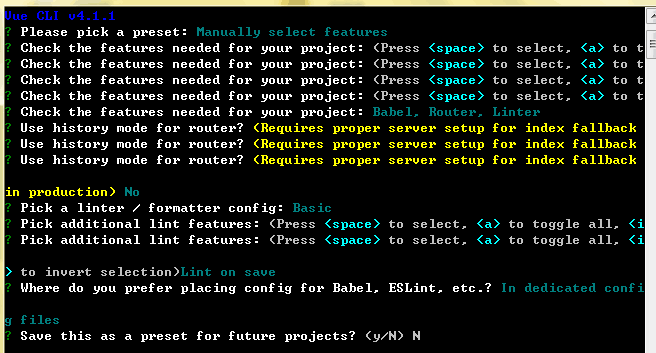 Vue CLI v4.1.1
? Please pick a preset: Manually select features
? Check the features needed for your project: (Press <space> to select, <a> to t
? Check the features needed for your project: (Press <space> to select, <a> to t
? Check the features needed for your project: (Press <space> to select, <a> to t
? Check the features needed for your project: (Press <space> to select, <a> to t
? Check the features needed for your project: Babel, Router, Linter
? Use history mode for router? (Requires proper server setup for index fallback
? Use history mode for router? (Requires proper server setup for index fallback
? Use history mode for router? (Requires proper server setup for index fallback
in production) No
? Pick a linter / formatter config: Basic
? Pick additional lint features: (Press <space> to select, <a> to toggle all, <i
? Pick additional lint features: (Press <space> to select, <a> to toggle all, <i
> to invert selection)Lint on save
? Where do you prefer placing config for Babel, ESLint, etc.? In dedicated confi
g files
? Save this as a preset for future projects? (y/N) N